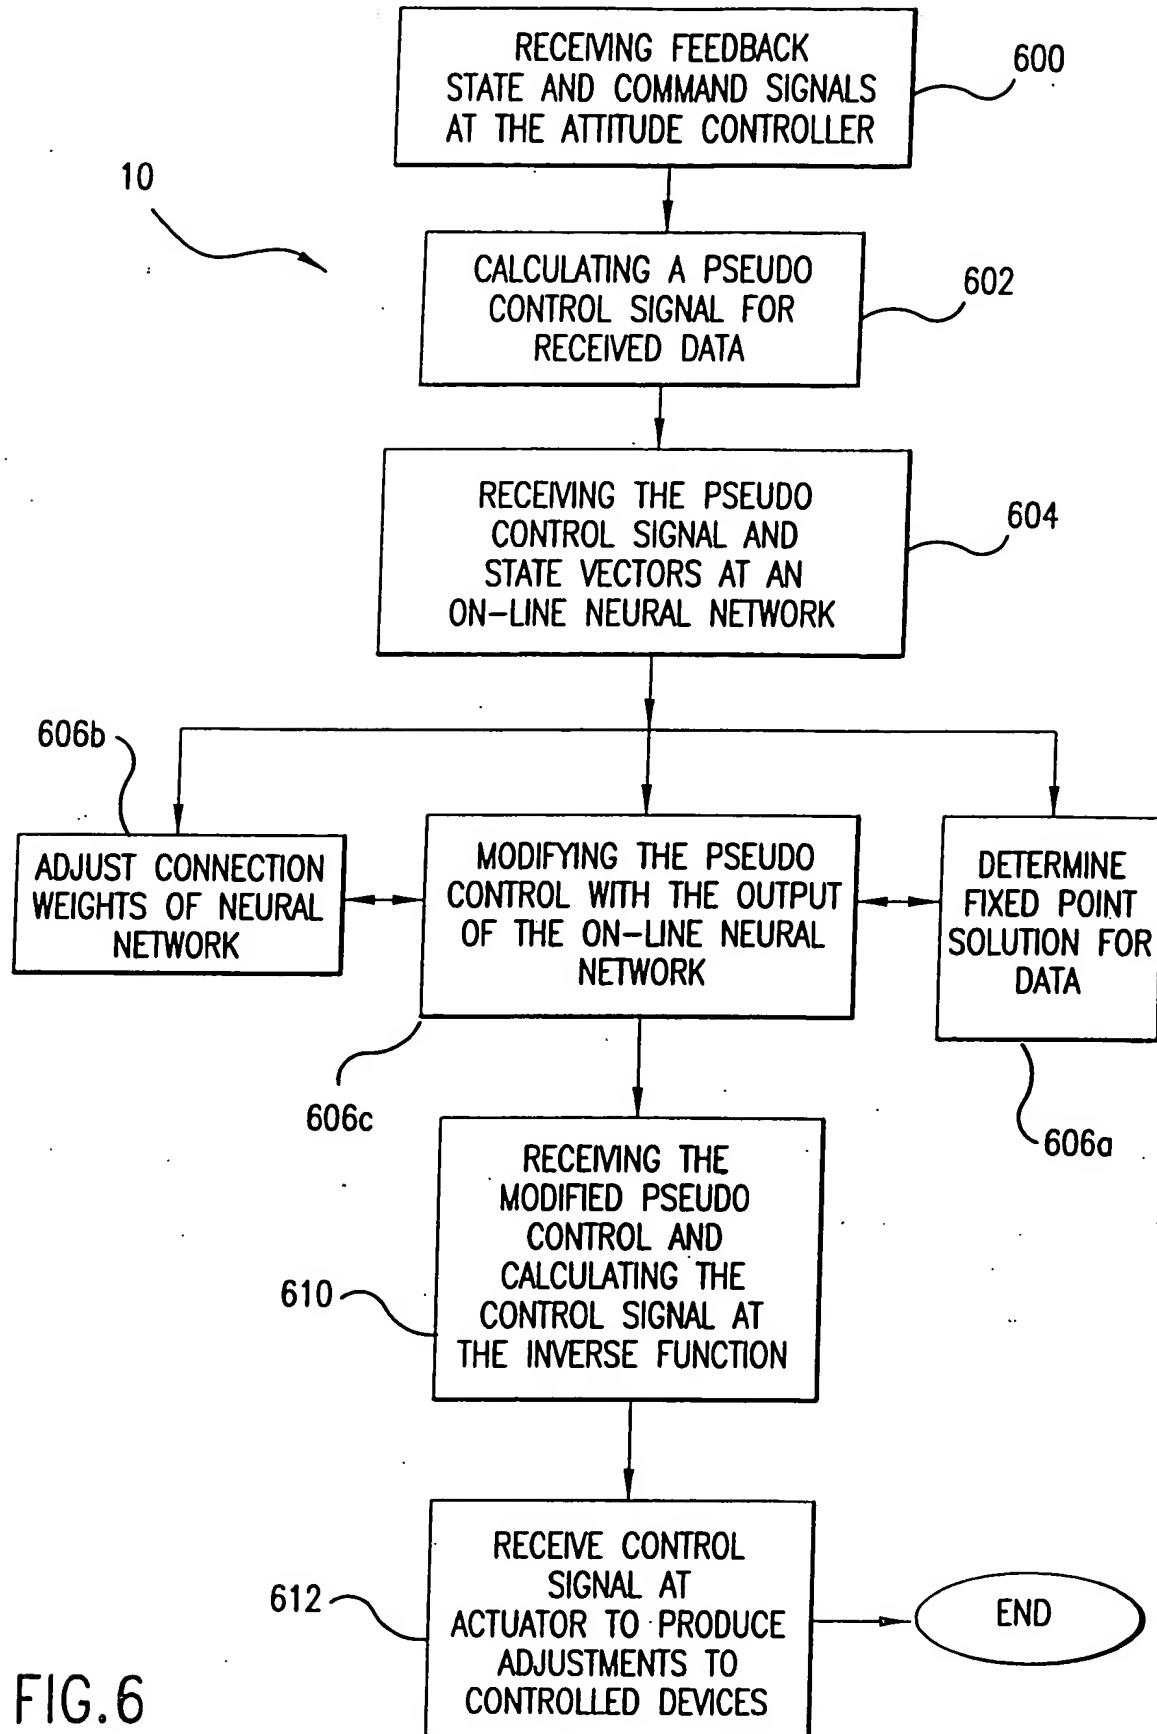 RECEIVING FEEDBACK
STATE AND COMMAND SIGNALS
AT THE ATTITUDE CONTROLLER
600
10
CALCULATING A PSEUDO
CONTROL SIGNAL FOR
RECEIVED DATA
602
RECEIVING THE PSEUDO
CONTROL SIGNAL AND
STATE VECTORS AT AN
ON-LINE NEURAL NETWORK
604
606b
ADJUST CONNECTION
WEIGHTS OF NEURAL
NETWORK
MODIFYING THE PSEUDO
CONTROL WITH THE OUTPUT
OF THE ON-LINE NEURAL
NETWORK
606c
DETERMINE
FIXED POINT
SOLUTION FOR
DATA
606a
RECEIVING THE
MODIFIED PSEUDO
CONTROL AND
CALCULATING THE
CONTROL SIGNAL AT
THE INVERSE FUNCTION
610
RECEIVE CONTROL
SIGNAL AT
ACTUATOR TO PRODUCE
ADJUSTMENTS TO
CONTROLLED DEVICES
612
END
FIG.6